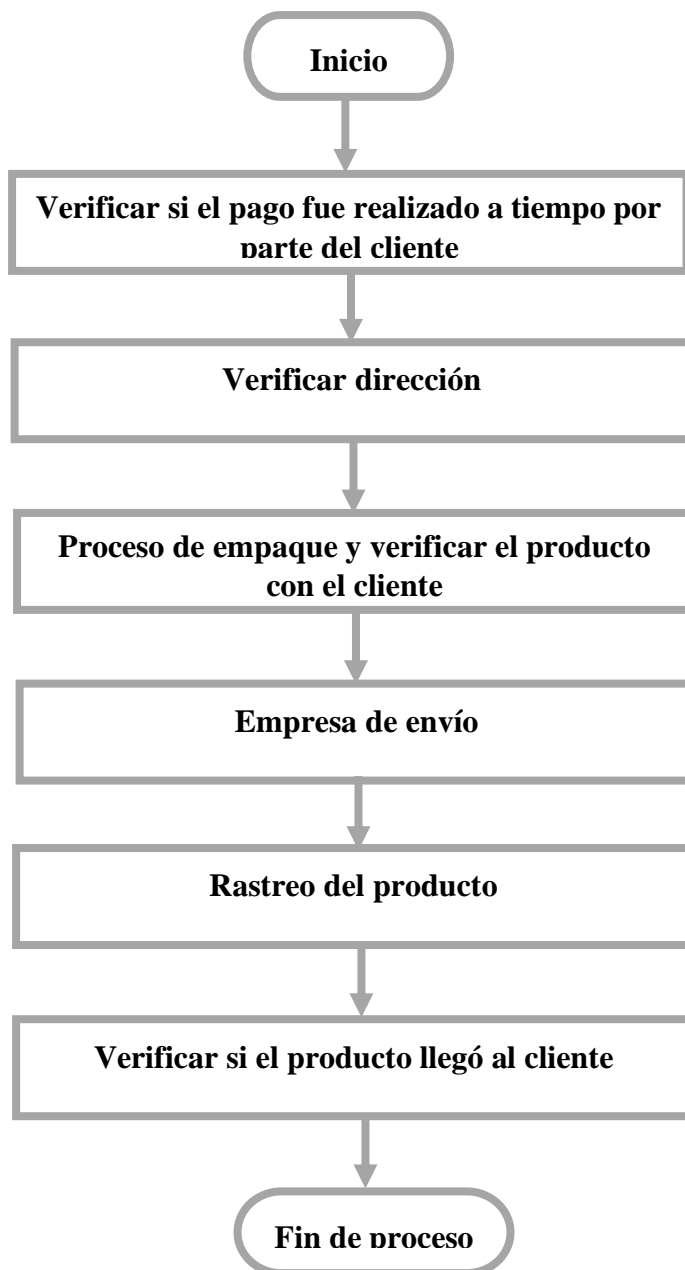 Inicio
Verificar si el pago fue realizado a tiempo por
parte del cliente
Verificar dirección
Proceso de empaque y verificar el producto
con el cliente
Empresa de envío
Rastreo del producto
Verificar si el producto llegó al cliente
Fin de proceso